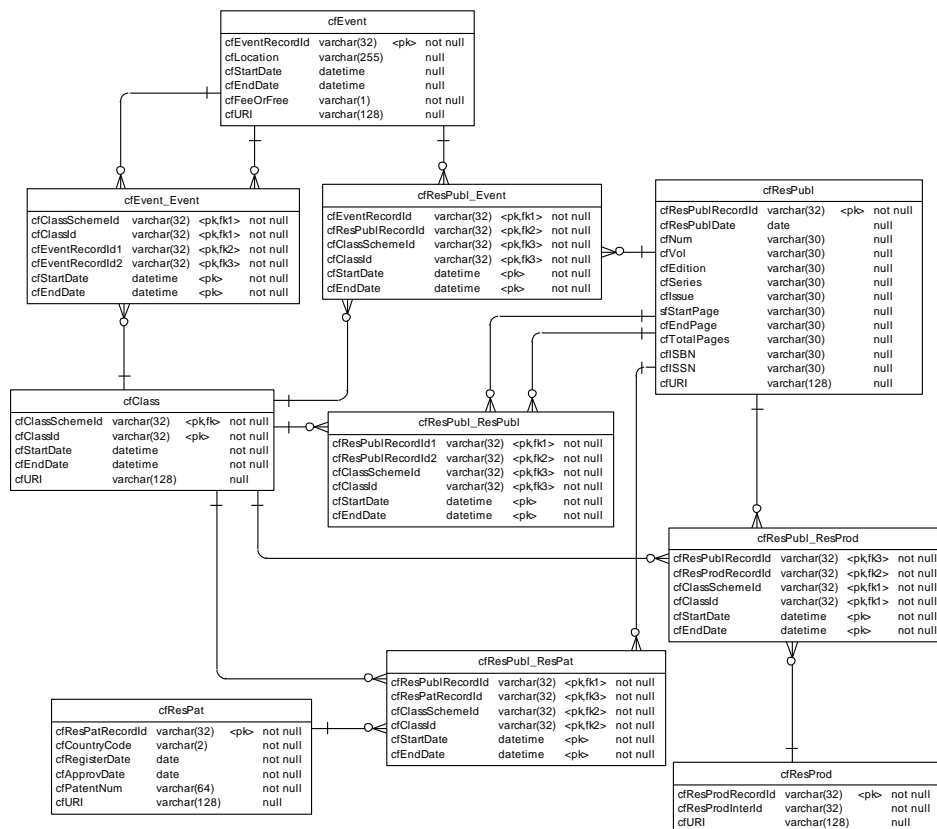 cfEvent
cfEventRecordId varchar(32) <pk> not null
cfLocation varchar(255) null
cfStartDate datetime null
cfEndDate datetime null
cfFeeOrFree varchar(1) not null
cfURI varchar(128) null
cfEvent_Event
cfClassSchemeId varchar(32) <pk,fk1> not null
cfClassId varchar(32) <pk,fk1> not null
cfEventRecordId1 varchar(32) <pk,fk2> not null
cfEventRecordId2 varchar(32) <pk,fk3> not null
cfStartDate datetime <pk> not null
cfEndDate datetime <pk> not null
cfResPubl_Event
cfEventRecordId varchar(32) <pk,fk1> not null
cfResPublRecordId varchar(32) <pk,fk2> not null
cfClassSchemeId varchar(32) <pk,fk3> not null
cfClassId varchar(32) <pk,fk3> not null
cfStartDate datetime <pk> not null
cfEndDate datetime <pk> not null
cfResPubl
cfResPublRecordId varchar(32) <pk> not null
cfResPublDate date null
cfNum varchar(30) null
cfVol varchar(30) null
cfEdition varchar(30) null
cfSeries varchar(30) null
cfIssue varchar(30) null
sfStartPage varchar(30) null
cfEndPage varchar(30) null
cfTotalPages varchar(30) null
cfISBN varchar(30) null
cfISSN varchar(30) null
cfURI varchar(128) null
cfClass
cfClassSchemeId varchar(32) <pk,fk> not null
cfClassId varchar(32) <pk> not null
cfStartDate datetime not null
cfEndDate datetime not null
cfURI varchar(128) null
cfResPubl_ResPubl
cfResPublRecordId1 varchar(32) <pk,fk1> not null
cfResPublRecordId2 varchar(32) <pk,fk2> not null
cfClassSchemeId varchar(32) <pk,fk3> not null
cfClassId varchar(32) <pk,fk3> not null
cfStartDate datetime <pk> not null
cfEndDate datetime <pk> not null
cfResPubl_ResProd
cfResPublRecordId varchar(32) <pk,fk3> not null
cfResProdRecordId varchar(32) <pk,fk2> not null
cfClassSchemeId varchar(32) <pk,fk1> not null
cfClassId varchar(32) <pk,fk1> not null
cfStartDate datetime <pk> not null
cfEndDate datetime <pk> not null
cfResPubl_ResPat
cfResPublRecordId varchar(32) <pk,fk1> not null
cfResPatRecordId varchar(32) <pk,fk3> not null
cfClassSchemeId varchar(32) <pk,fk2> not null
cfClassId varchar(32) <pk,fk2> not null
cfStartDate datetime <pk> not null
cfEndDate datetime <pk> not null
cfResPat
cfResPatRecordId varchar(32) <pk> not null
cfCountryCode varchar(2) not null
cfRegisterDate date not null
cfApprovDate date not null
cfPatentNum varchar(64) not null
cfURI varchar(128) null
cfResProd
cfResProdRecordId varchar(32) <pk> not null
cfResProdInterId varchar(32) not null
cfURI varchar(128) null